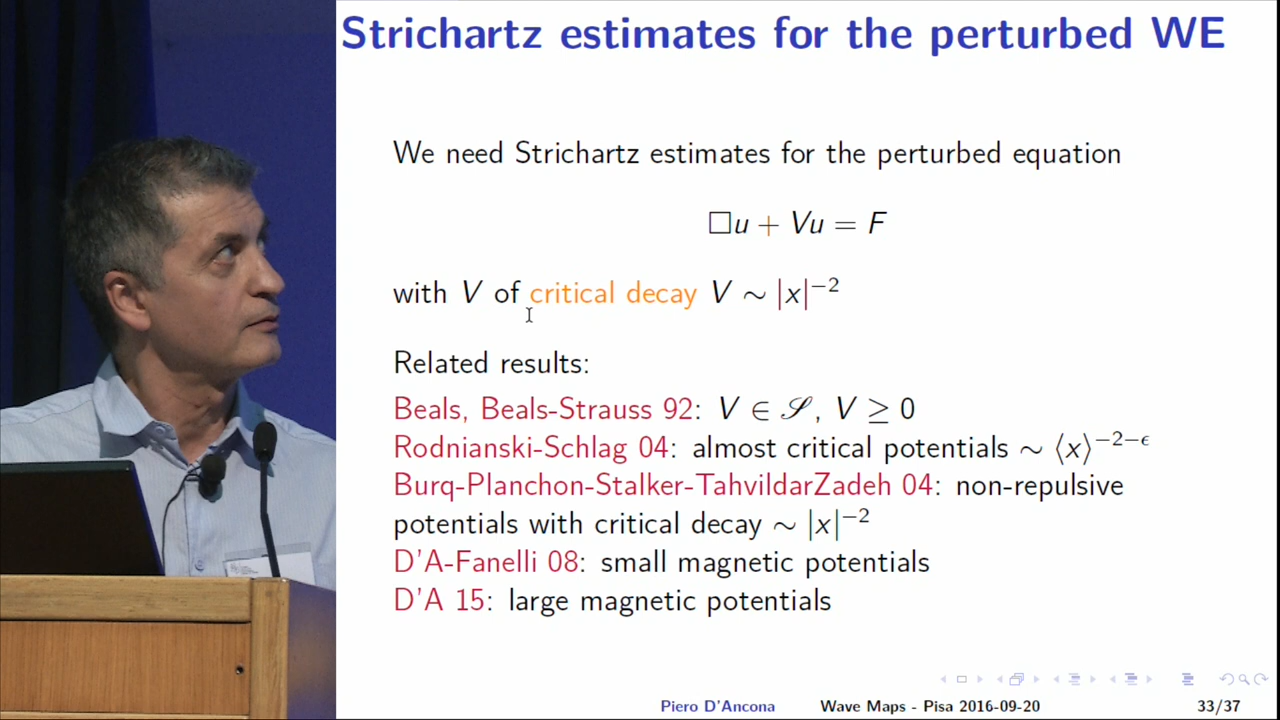 Strichartz estimates for the perturbed WE
We need Strichartz estimates for the perturbed equation
□u + Vu = F
with V of critical decay V ∼ |x|⁻²
Related results:
Beals, Beals-Strauss 92: V ∈ 𝒮, V ≥ 0
Rodnianski-Schlag 04: almost critical potentials ∼ ⟨x⟩^{−2−ϵ}
Burq-Planchon-Stalker-TahvildarZadeh 04: non-repulsive
potentials with critical decay ∼ |x|⁻²
D'A-Fanelli 08: small magnetic potentials
D'A 15: large magnetic potentials
Piero D'Ancona Wave Maps - Pisa 2016-09-20 33/37